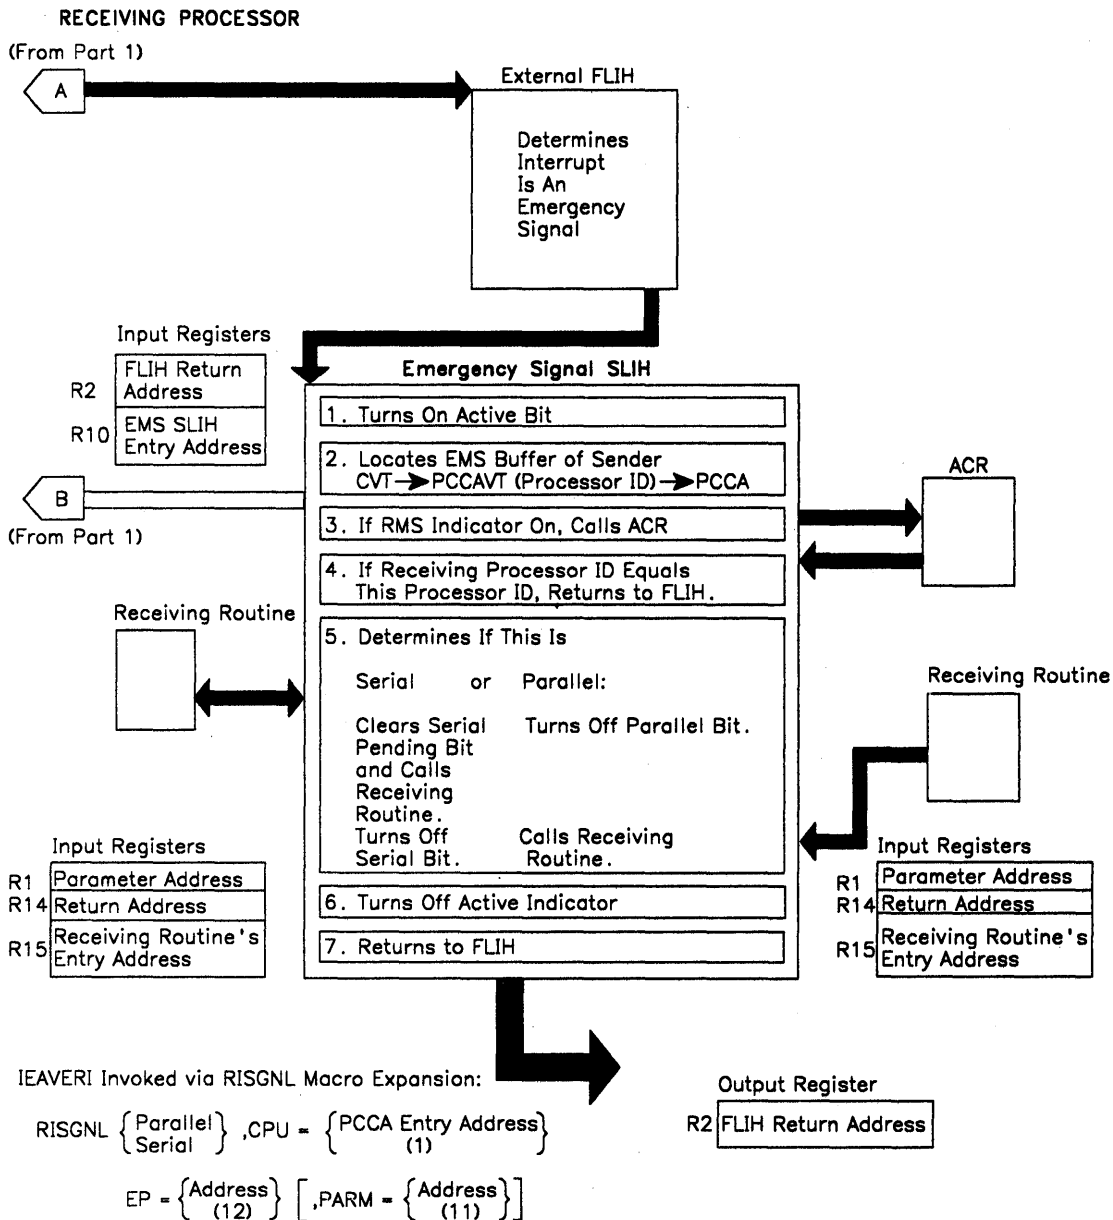 RECEIVING PROCESSOR
(From Part 1)
A
External FLIH
Determines
Interrupt
Is An
Emergency
Signal
Input Registers
R2
FLIH Return
Address
R10
EMS SLIH
Entry Address
B
(From Part 1)
Emergency Signal SLIH
1. Turns On Active Bit
2. Locates EMS Buffer of Sender
CVT→PCCAVT (Processor ID)→PCCA
3. If RMS Indicator On, Calls ACR
4. If Receiving Processor ID Equals
This Processor ID, Returns to FLIH.
ACR
Receiving Routine
5. Determines If This Is
Serial or Parallel:
Clears Serial Turns Off Parallel Bit.
Pending Bit
and Calls
Receiving
Routine.
Turns Off Calls Receiving
Serial Bit. Routine.
Receiving Routine
6. Turns Off Active Indicator
7. Returns to FLIH
Input Registers
R1 Parameter Address
R14 Return Address
R15 Receiving Routine's
Entry Address
Input Registers
R1 Parameter Address
R14 Return Address
R15 Receiving Routine's
Entry Address
IEAVERI Invoked via RISGNL Macro Expansion:
RISGNL {Parallel
Serial} ,CPU = {PCCA Entry Address
(1)}
EP = {Address
(12)} [,PARM = {Address
(11)}]
Output Register
R2 FLIH Return Address